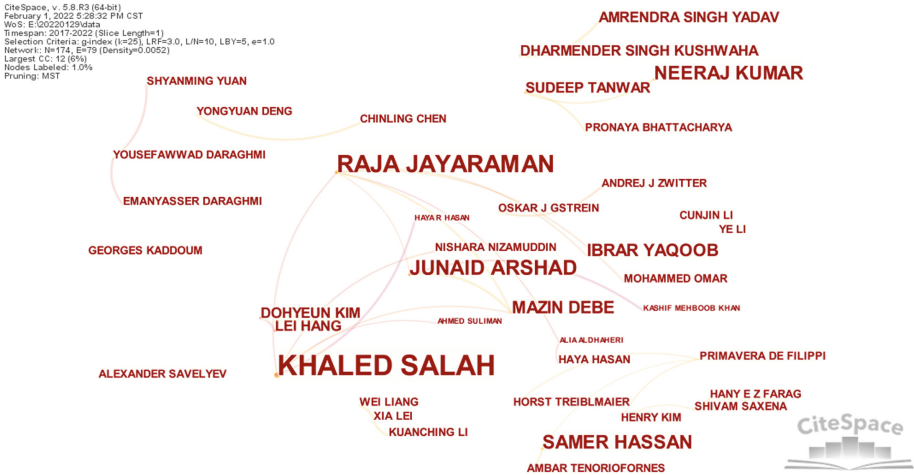 CiteSpace, v. 5.8.R3 (64-bit)
February 1, 2022 5:28:32 PM CST
WoS: E:\20220129\data
Timespan: 2017-2022 (Slice Length=1)
Selection Criteria: g-index (k=25), LRF=3.0, L/N=10, LBY=5, e=1.0
Network: N=174, E=79 (Density=0.0052)
Largest CC: 12 (6%)
Nodes Labeled: 1.0%
Pruning: MST
AMRENDRA SINGH YADAV
DHARMENDER SINGH KUSHWAHA
NEERAJ KUMAR
SHYANMING YUAN
SUDEEP TANWAR
YONGYUAN DENG
CHINLING CHEN
PRONAYA BHATTACHARYA
YOUSEFAWWAD DARAGHMI
RAJA JAYARAMAN
ANDREJ J ZWITTER
EMANYASSER DARAGHMI
OSKAR J GSTREIN
HAYA R HASAN
CUNJIN LI
YE LI
GEORGES KADDOUM
NISHARA NIZAMUDDIN
IBRAR YAQOOB
JUNAID ARSHAD
MOHAMMED OMAR
MAZIN DEBE
KASHIF MEHBOOB KHAN
DOHYEUN KIM
LEI HANG
AHMED SULIMAN
ALIA ALDHAHERI
HAYA HASAN
PRIMAVERA DE FILIPPI
KHALED SALAH
ALEXANDER SAVELYEV
HANY E Z FARAG
WEI LIANG
HORST TREIBLMAIER
SHIVAM SAXENA
XIA LEI
HENRY KIM
KUANCHING LI
SAMER HASSAN
AMBAR TENORIOFORNES
CiteSpace